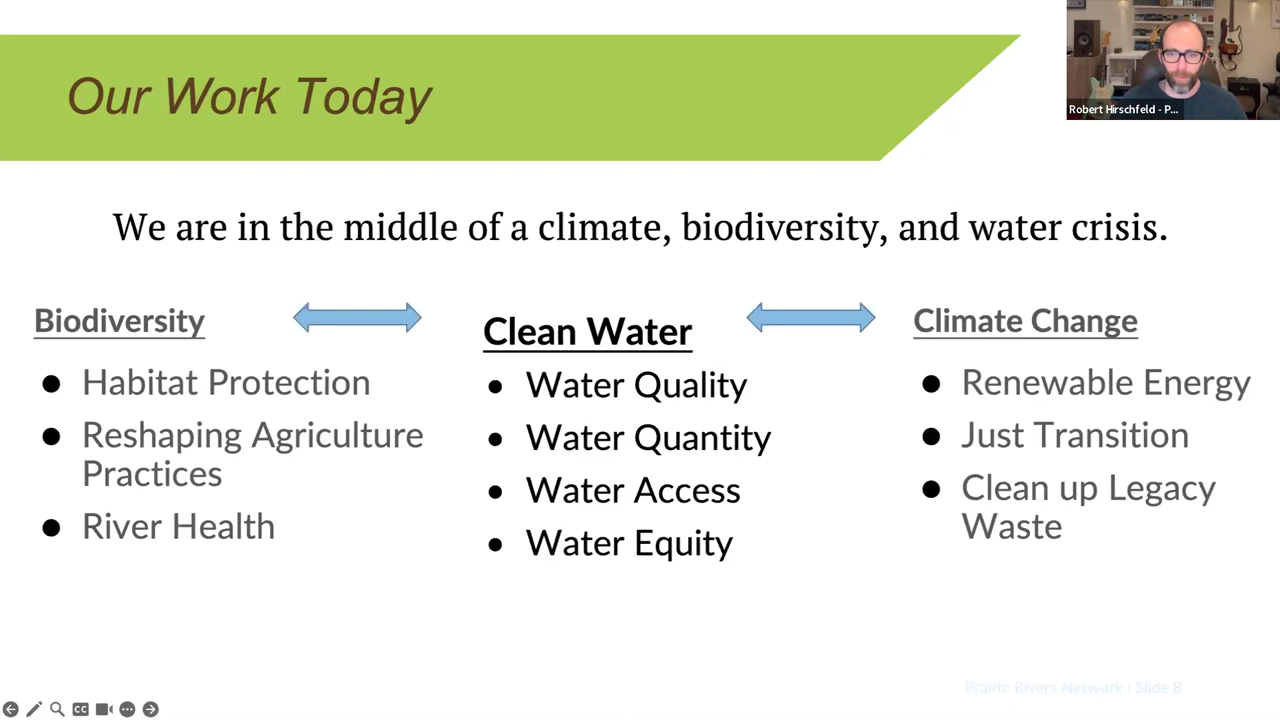 Our Work Today
Robert Hirschfeld - P...
We are in the middle of a climate, biodiversity, and water crisis.
Biodiversity
● Habitat Protection
● Reshaping Agriculture
Practices
● River Health
Clean Water
• Water Quality
• Water Quantity
• Water Access
• Water Equity
Climate Change
● Renewable Energy
● Just Transition
● Clean up Legacy
Waste
Prairie Rivers Network | Slide 8
CC